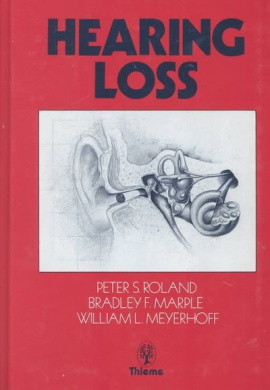 HEARING
LOSS
PETER S. ROLAND
BRADLEY F. MARPLE
WILLIAM L. MEYERHOFF
Thieme